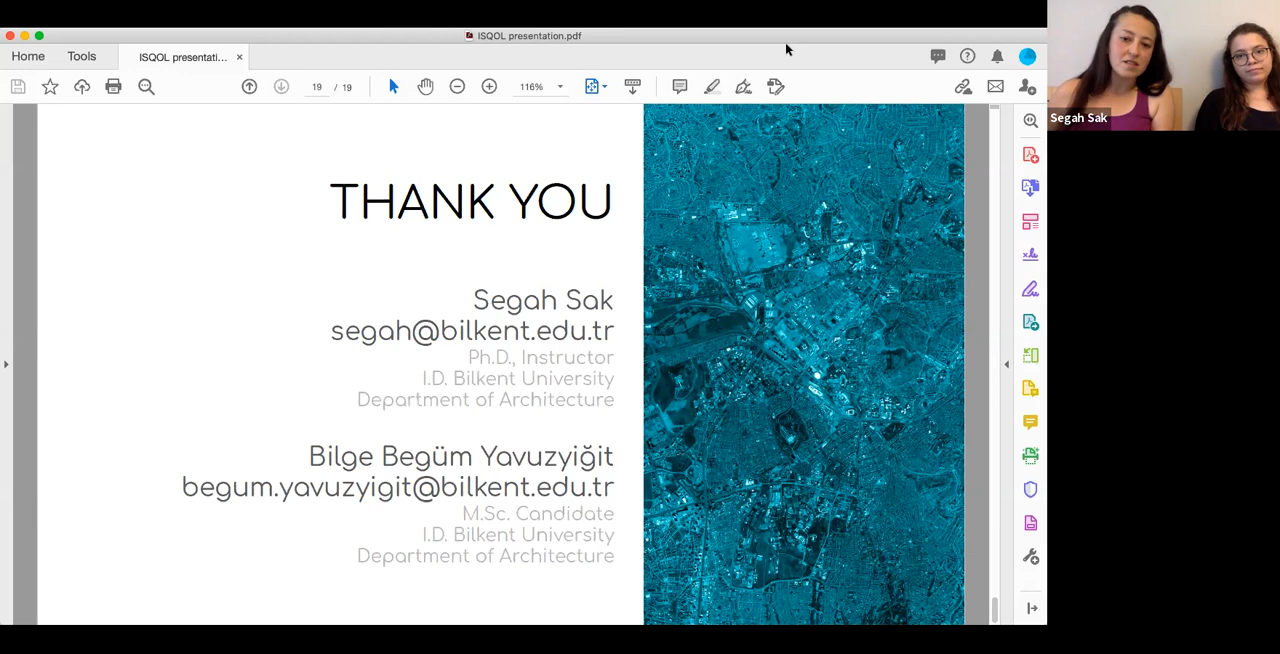 ISQOL presentation.pdf
Home
Tools
ISQOL presentati...
19 / 19
116%
Segah Sak
THANK YOU
Segah Sak
segah@bilkent.edu.tr
Ph.D., Instructor
I.D. Bilkent University
Department of Architecture
Bilge Begüm Yavuzyiğit
begum.yavuzyigit@bilkent.edu.tr
M.Sc. Candidate
I.D. Bilkent University
Department of Architecture